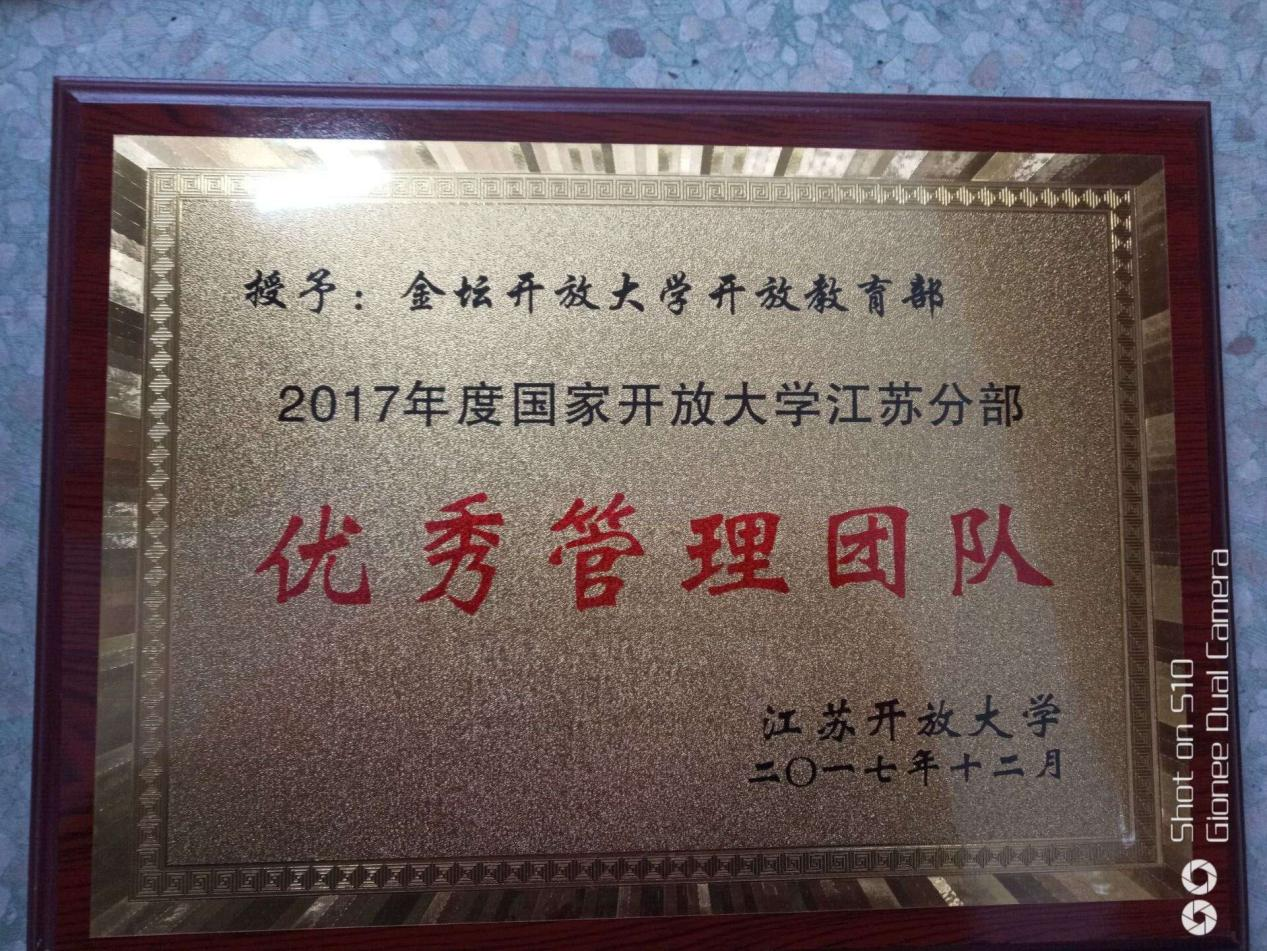 授予：金坛开放大学开放教育部
2017年度国家开放大学江苏分部
优秀管理团队
江苏开放大学
二〇一七年十二月
Shot on S10
Gionee Dual Camera